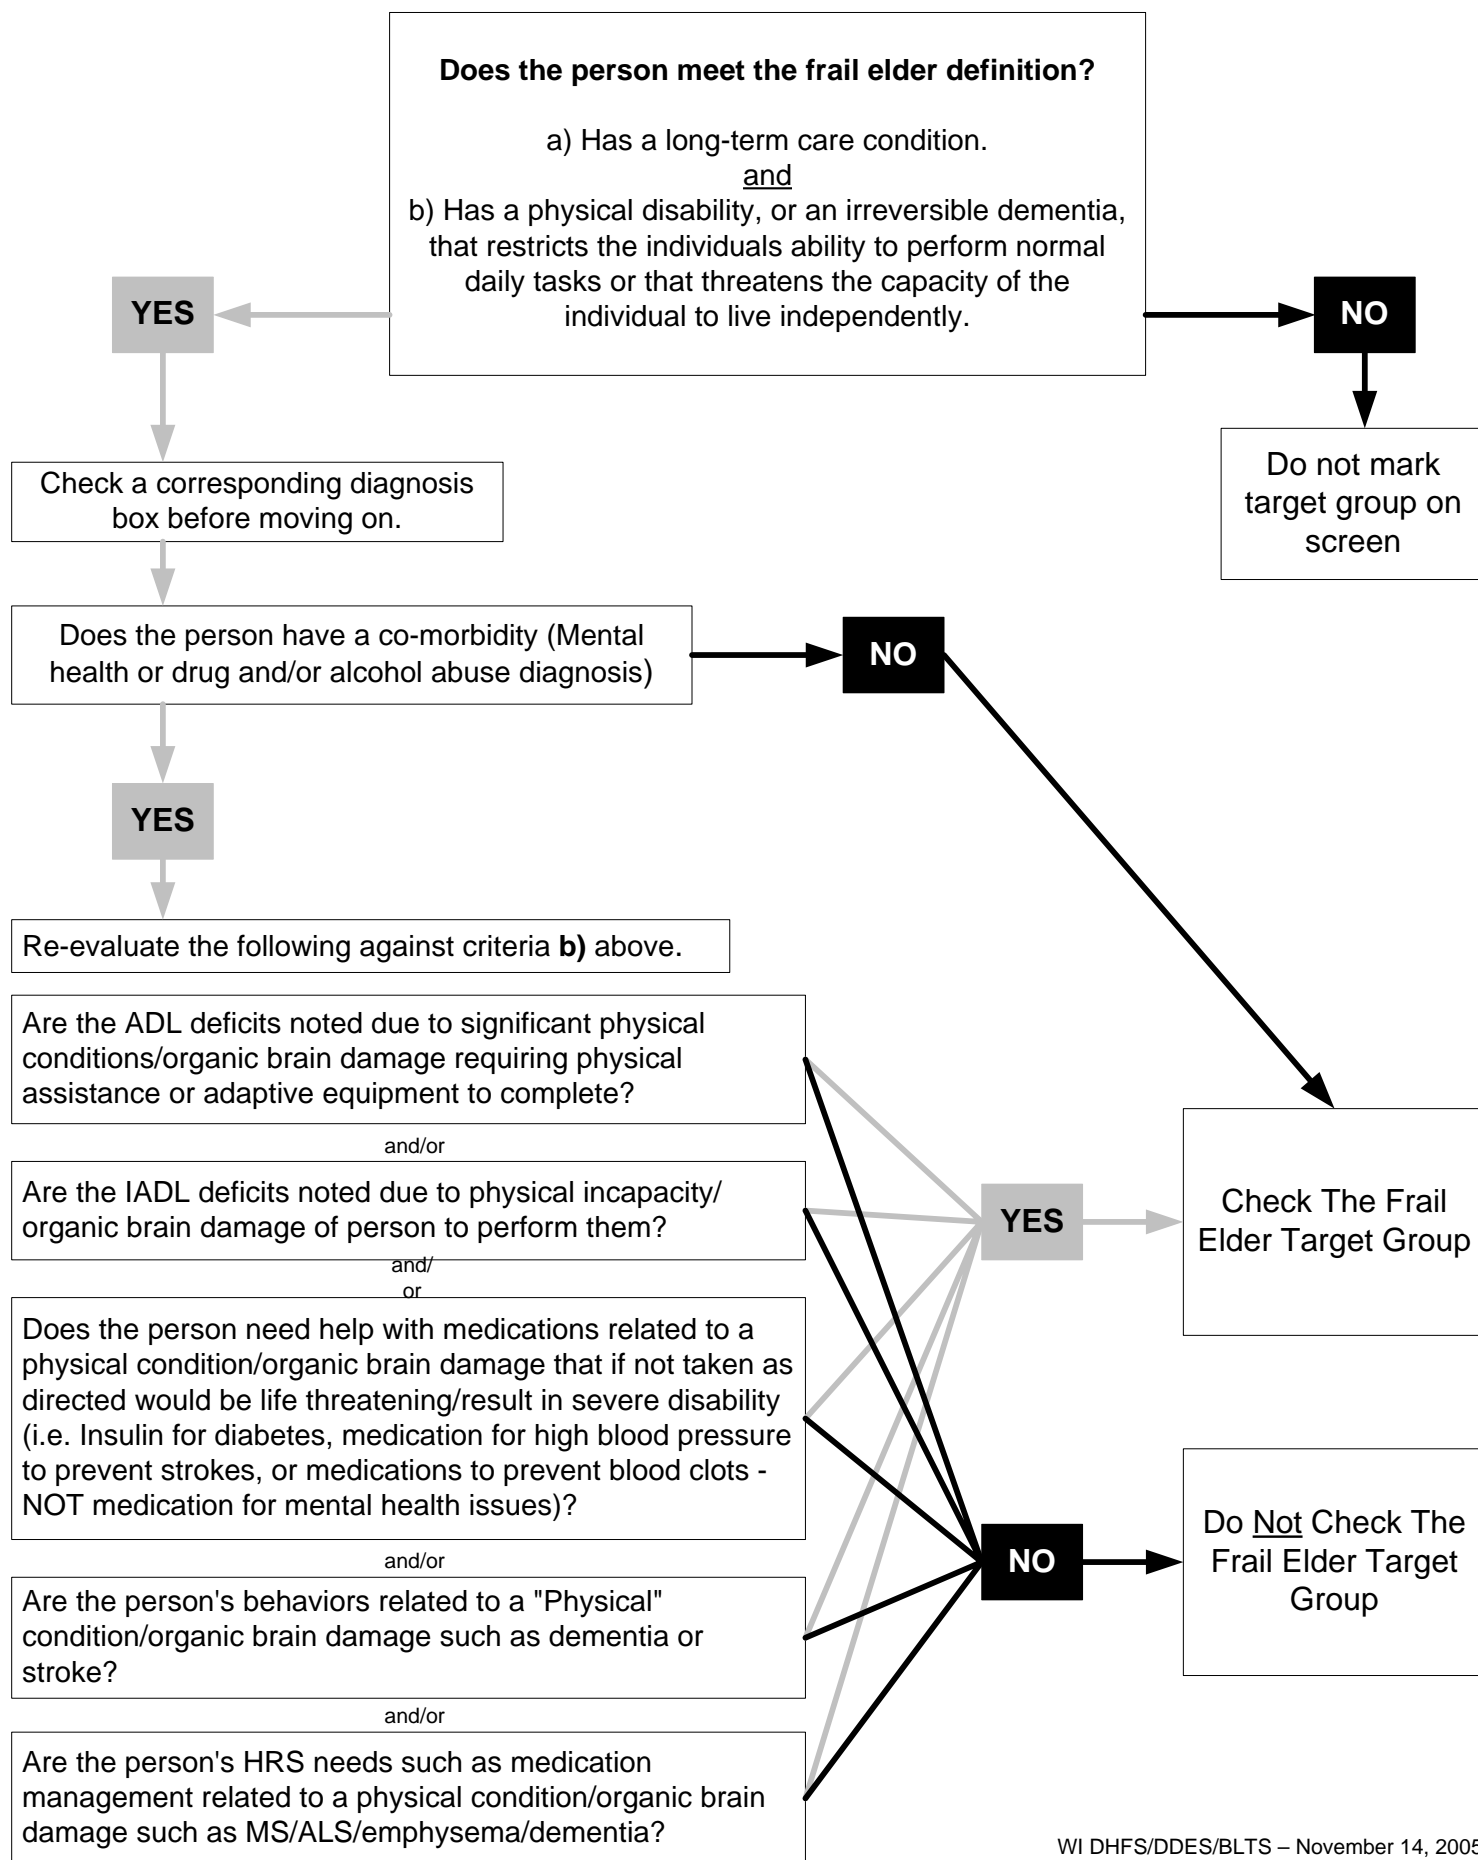 Does the person meet the frail elder definition?
a) Has a long-term care condition.
and
b) Has a physical disability, or an irreversible dementia,
that restricts the individuals ability to perform normal
daily tasks or that threatens the capacity of the
individual to live independently.
YES
NO
Check a corresponding diagnosis
box before moving on.
Do not mark
target group on
screen
Does the person have a co-morbidity (Mental
health or drug and/or alcohol abuse diagnosis)
NO
YES
Re-evaluate the following against criteria b) above.
Are the ADL deficits noted due to significant physical
conditions/organic brain damage requiring physical
assistance or adaptive equipment to complete?
and/or
Are the IADL deficits noted due to physical incapacity/
organic brain damage of person to perform them?
and/
or
Does the person need help with medications related to a
physical condition/organic brain damage that if not taken as
directed would be life threatening/result in severe disability
(i.e. Insulin for diabetes, medication for high blood pressure
to prevent strokes, or medications to prevent blood clots -
NOT medication for mental health issues)?
and/or
Are the person's behaviors related to a "Physical"
condition/organic brain damage such as dementia or
stroke?
and/or
Are the person's HRS needs such as medication
management related to a physical condition/organic brain
damage such as MS/ALS/emphysema/dementia?
YES
Check The Frail
Elder Target Group
NO
Do Not Check The
Frail Elder Target
Group
WI DHFS/DDES/BLTS – November 14, 2005